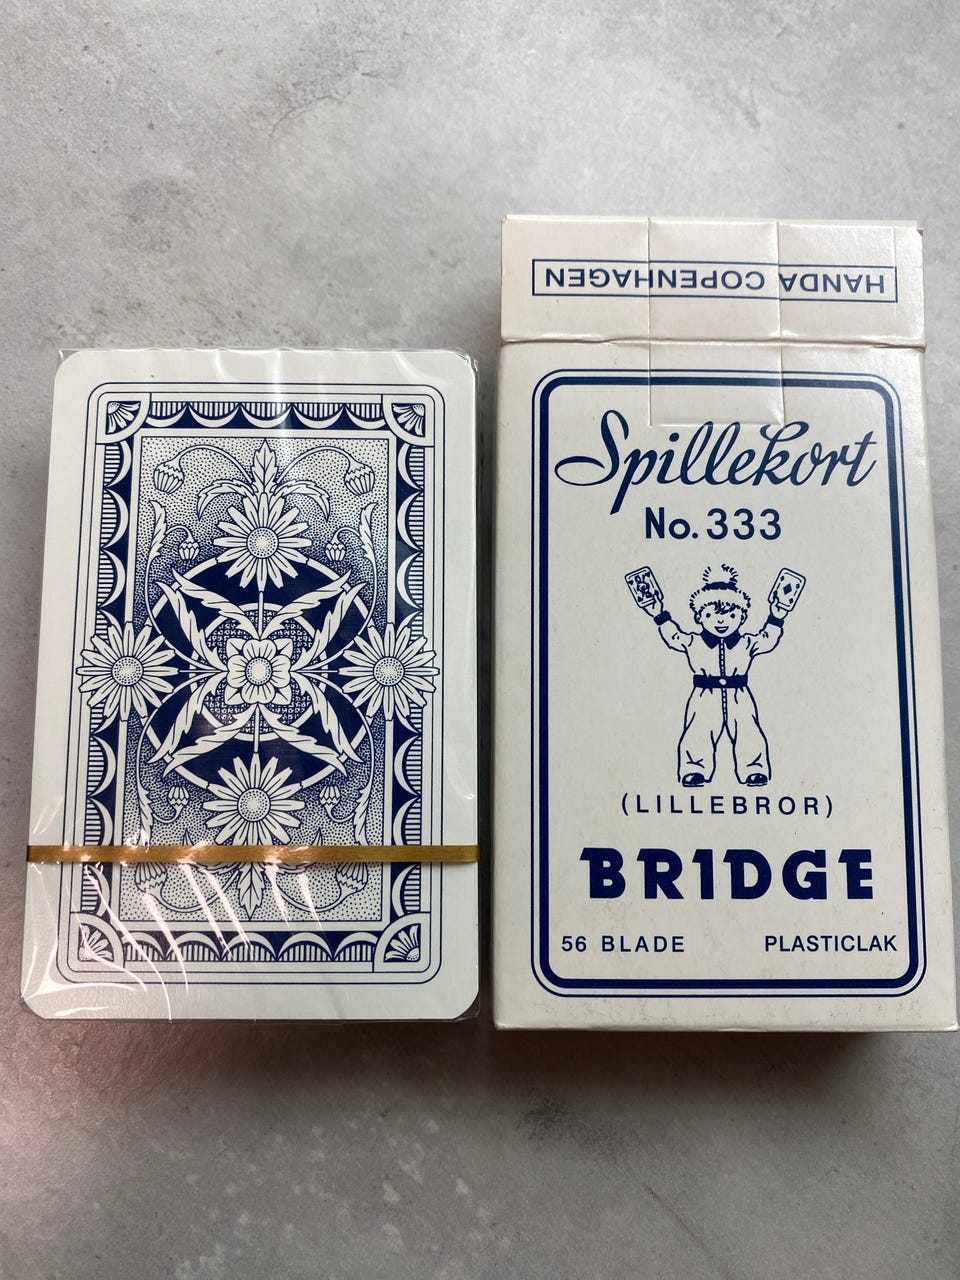 HANDA COPENHAGEN
Spillekort
No. 333
(LILLEBROR)
BRIDGE
56 BLADE PLASTICLAK